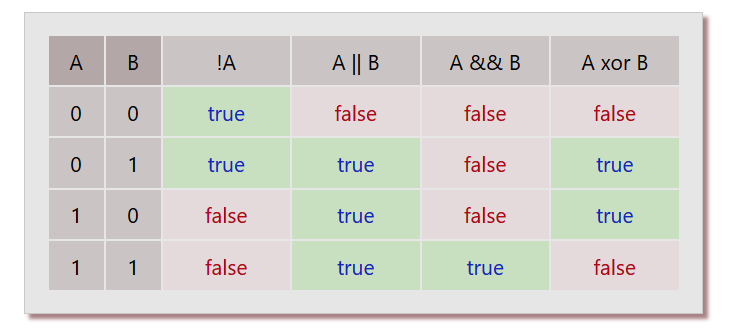 A B !A A || B A && B A xor B
0 0 true false false false
0 1 true true false true
1 0 false true false true
1 1 false true true false